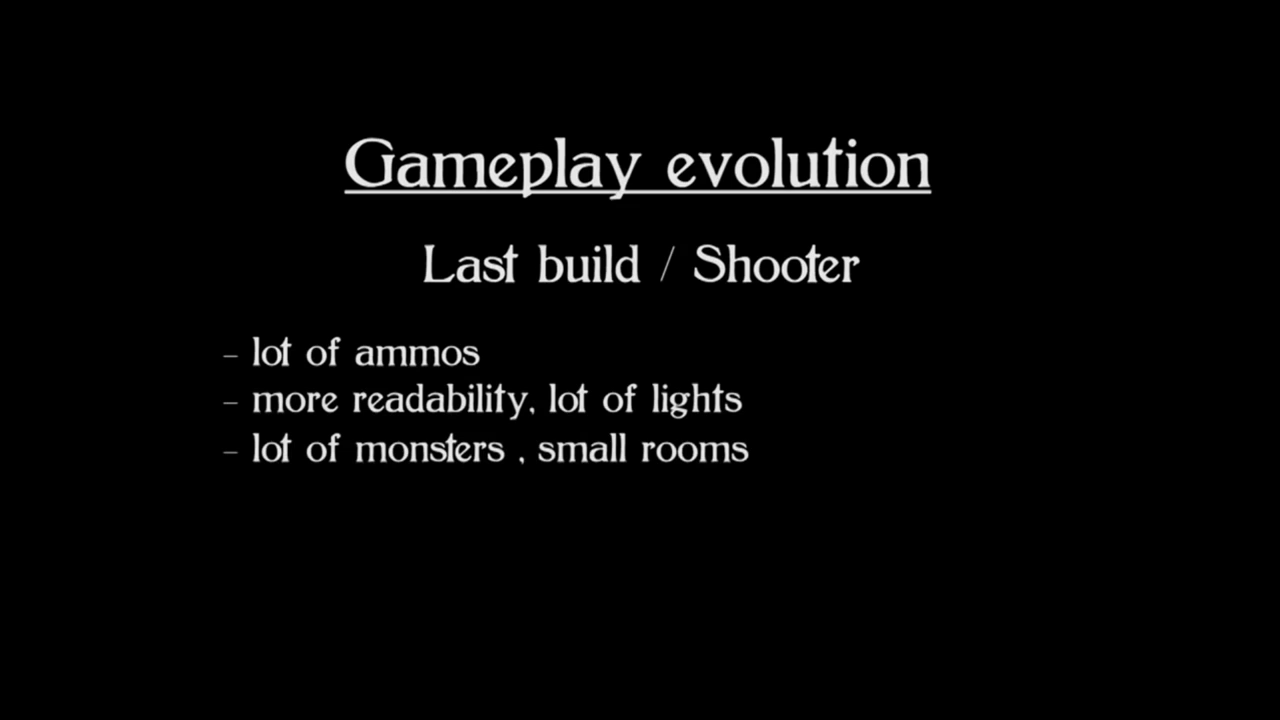 Gameplay evolution
Last build / Shooter
- lot of ammos
- more readability, lot of lights
- lot of monsters , small rooms